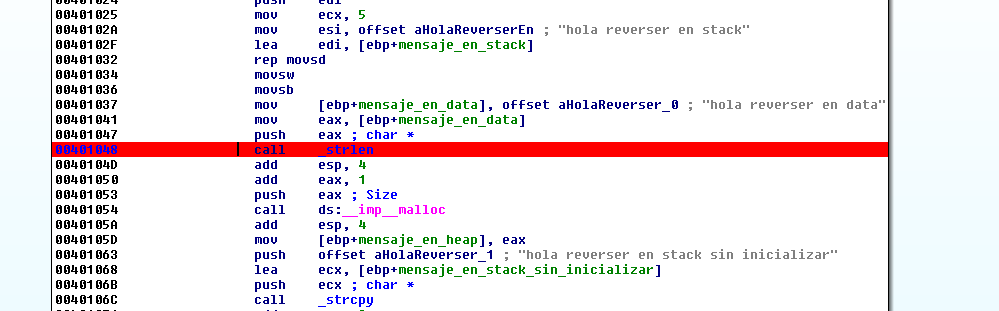 00401024 push edi
00401025 mov ecx, 5
0040102A mov esi, offset aHolaReverserEn ; "hola reverser en stack"
0040102F lea edi, [ebp+mensaje_en_stack]
00401032 rep movsd
00401034 movsw
00401036 movsb
00401037 mov [ebp+mensaje_en_data], offset aHolaReverser_0 ; "hola reverser en data"
00401041 mov eax, [ebp+mensaje_en_data]
00401047 push eax ; char *
00401048 call _strlen
0040104D add esp, 4
00401050 add eax, 1
00401053 push eax ; Size
00401054 call ds:__imp__malloc
0040105A add esp, 4
0040105D mov [ebp+mensaje_en_heap], eax
00401063 push offset aHolaReverser_1 ; "hola reverser en stack sin inicializar"
00401068 lea ecx, [ebp+mensaje_en_stack_sin_inicializar]
0040106B push ecx ; char *
0040106C call _strcpy